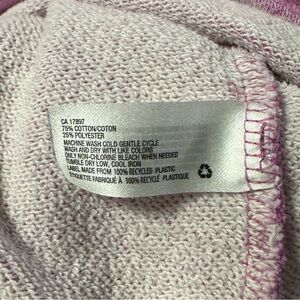 CA 17897
75% COTTON/COTON
25% POLYESTER
MACHINE WASH COLD GENTLE CYCLE
WASH AND DRY WITH LIKE COLORS
ONLY NON-CHLORINE BLEACH WHEN NEEDED
TUMBLE DRY LOW, COOL IRON
LABEL MADE FROM 100% RECYCLED PLASTIC
ETIQUETTE FABRIQUÉ À 100% RECYCLÉ PLASTIQUE